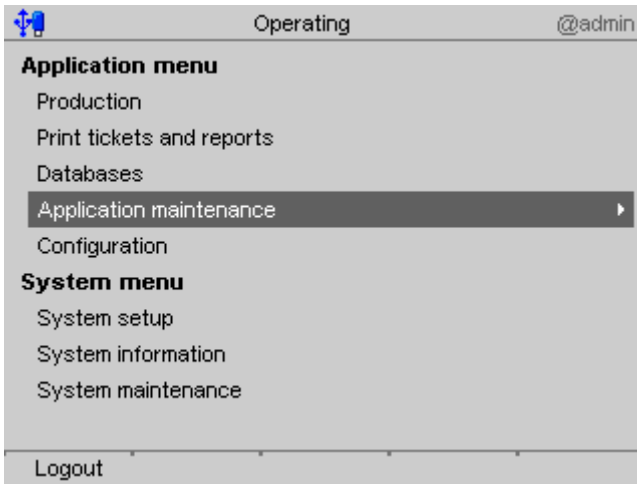 Operating @admin
Application menu
Production
Print tickets and reports
Databases
Application maintenance
Configuration
System menu
System setup
System information
System maintenance
Logout